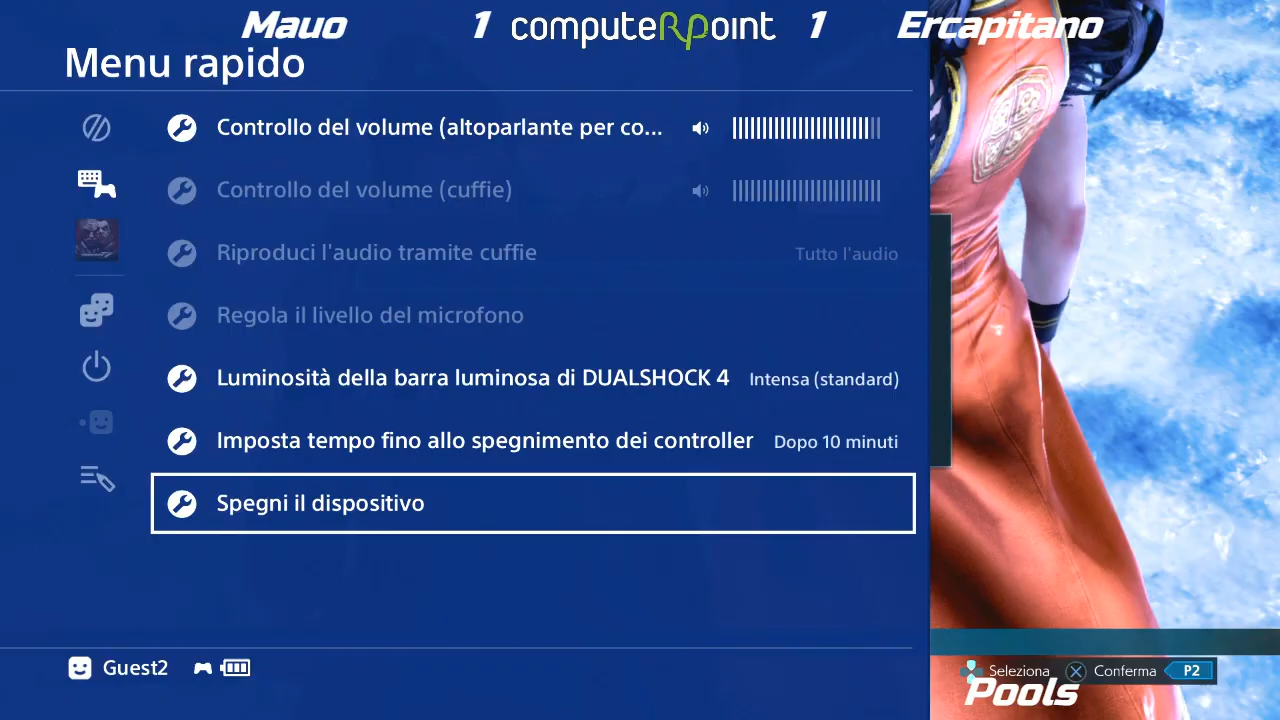 Mauo 1 computeRpoint 1 Ercapitano
Menu rapido
Controllo del volume (altoparlante per co...
Controllo del volume (cuffie)
Riproduci l'audio tramite cuffie Tutto l'audio
Regola il livello del microfono
Luminosità della barra luminosa di DUALSHOCK 4 Intensa (standard)
Imposta tempo fino allo spegnimento dei controller Dopo 10 minuti
Spegni il dispositivo
Guest2
Seleziona Conferma P2
Pools